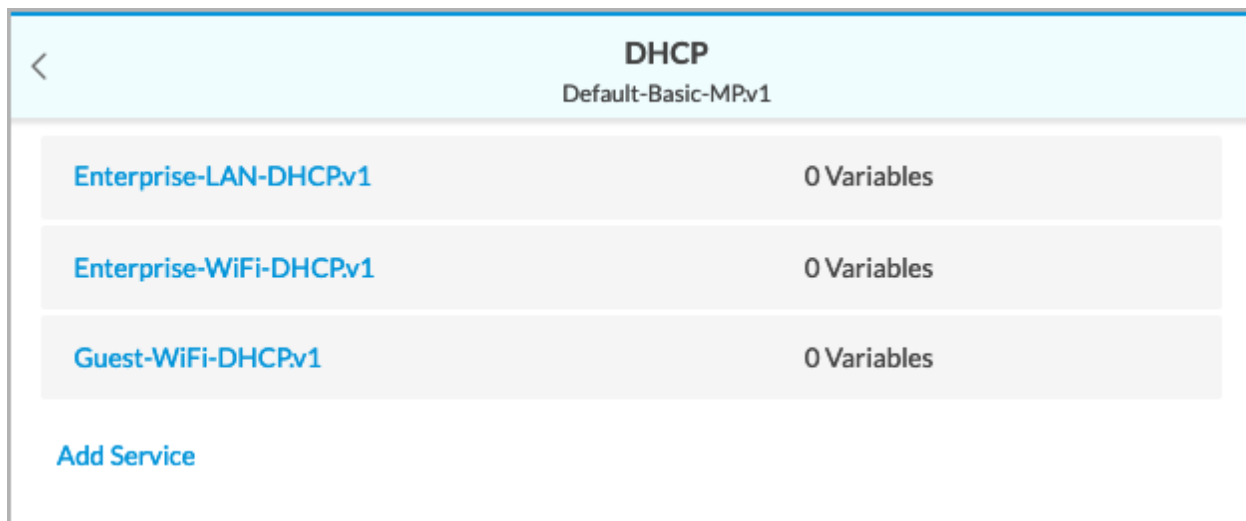 DHCP
Default-Basic-MP.v1
Enterprise-LAN-DHCP.v1 0 Variables
Enterprise-WiFi-DHCP.v1 0 Variables
Guest-WiFi-DHCP.v1 0 Variables
Add Service